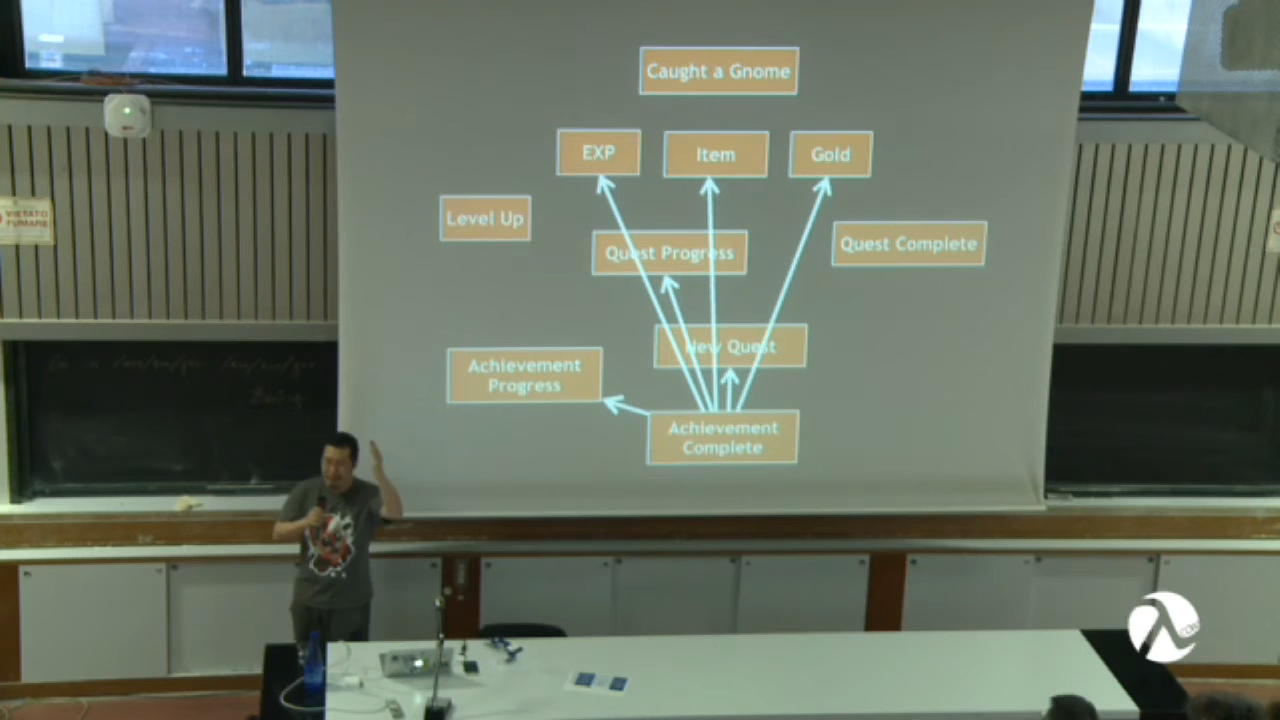 Caught a Gnome
EXP
Item
Gold
Level Up
Quest Progress
Quest Complete
New Quest
Achievement
Progress
Achievement
Complete
VIETATO
FUMARE